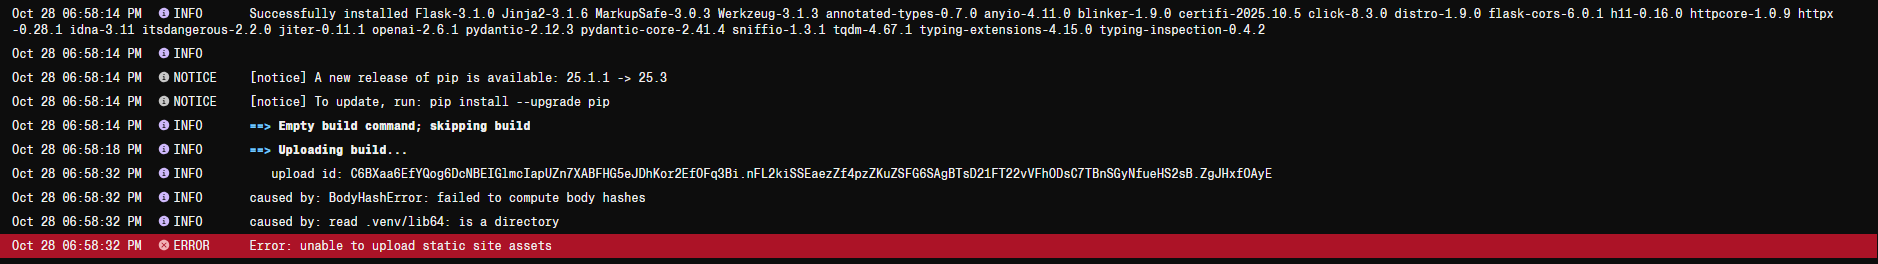 Oct 28 06:58:14 PM INFO Successfully installed Flask-3.1.0 Jinja2-3.1.6 MarkupSafe-3.0.3 Werkzeug-3.1.3 annotated-types-0.7.0 anyio-4.11.0 blinker-1.9.0 certifi-2025.10.5 click-8.3.0 distro-1.9.0 flask-cors-6.0.1 h11-0.16.0 httpcore-1.0.9 httpx
-0.28.1 idna-3.11 itsdangerous-2.2.0 jiter-0.11.1 openai-2.6.1 pydantic-2.12.3 pydantic-core-2.41.4 sniffio-1.3.1 tqdm-4.67.1 typing-extensions-4.15.0 typing-inspection-0.4.2
Oct 28 06:58:14 PM INFO
Oct 28 06:58:14 PM NOTICE [notice] A new release of pip is available: 25.1.1 -> 25.3
Oct 28 06:58:14 PM NOTICE [notice] To update, run: pip install --upgrade pip
Oct 28 06:58:14 PM INFO ==> Empty build command; skipping build
Oct 28 06:58:18 PM INFO ==> Uploading build...
Oct 28 06:58:32 PM INFO upload id: C6BXaa6EfYQog6DcNBEIGlmcIapUZn7XABFHG5eJDhKor2EfOFq3Bi.nFL2kiSSEaezZf4pzZKuZSFG6SAgBTsD21FT22vVFhODsC7TBnSGyNfueHS2sB.ZgJHxfOAyE
Oct 28 06:58:32 PM INFO caused by: BodyHashError: failed to compute body hashes
Oct 28 06:58:32 PM INFO caused by: read .venv/lib64: is a directory
Oct 28 06:58:32 PM ERROR Error: unable to upload static site assets